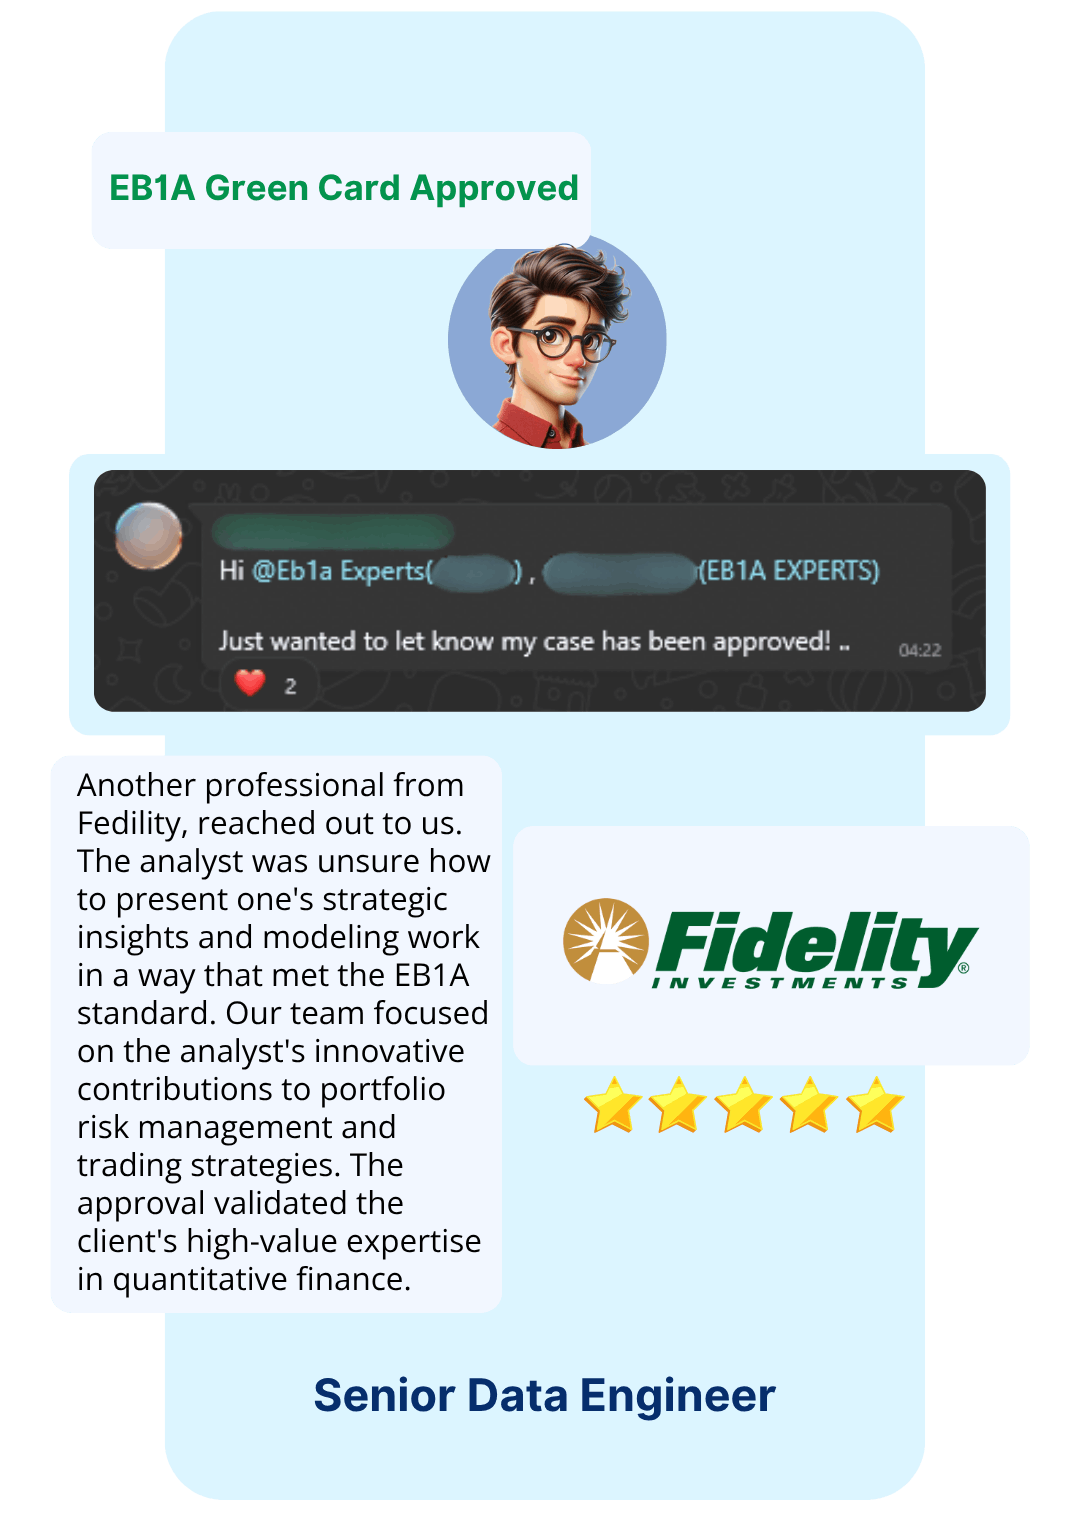 EB1A Green Card Approved
Hi @Eb1a Experts( ) , (EB1A EXPERTS)
Just wanted to let know my case has been approved! ..
04:22
2
Another professional from
Fedility, reached out to us.
The analyst was unsure how
to present one's strategic
insights and modeling work
in a way that met the EB1A
standard. Our team focused
on the analyst's innovative
contributions to portfolio
risk management and
trading strategies. The
approval validated the
client's high-value expertise
in quantitative finance.
Fidelity®
INVESTMENTS
Senior Data Engineer